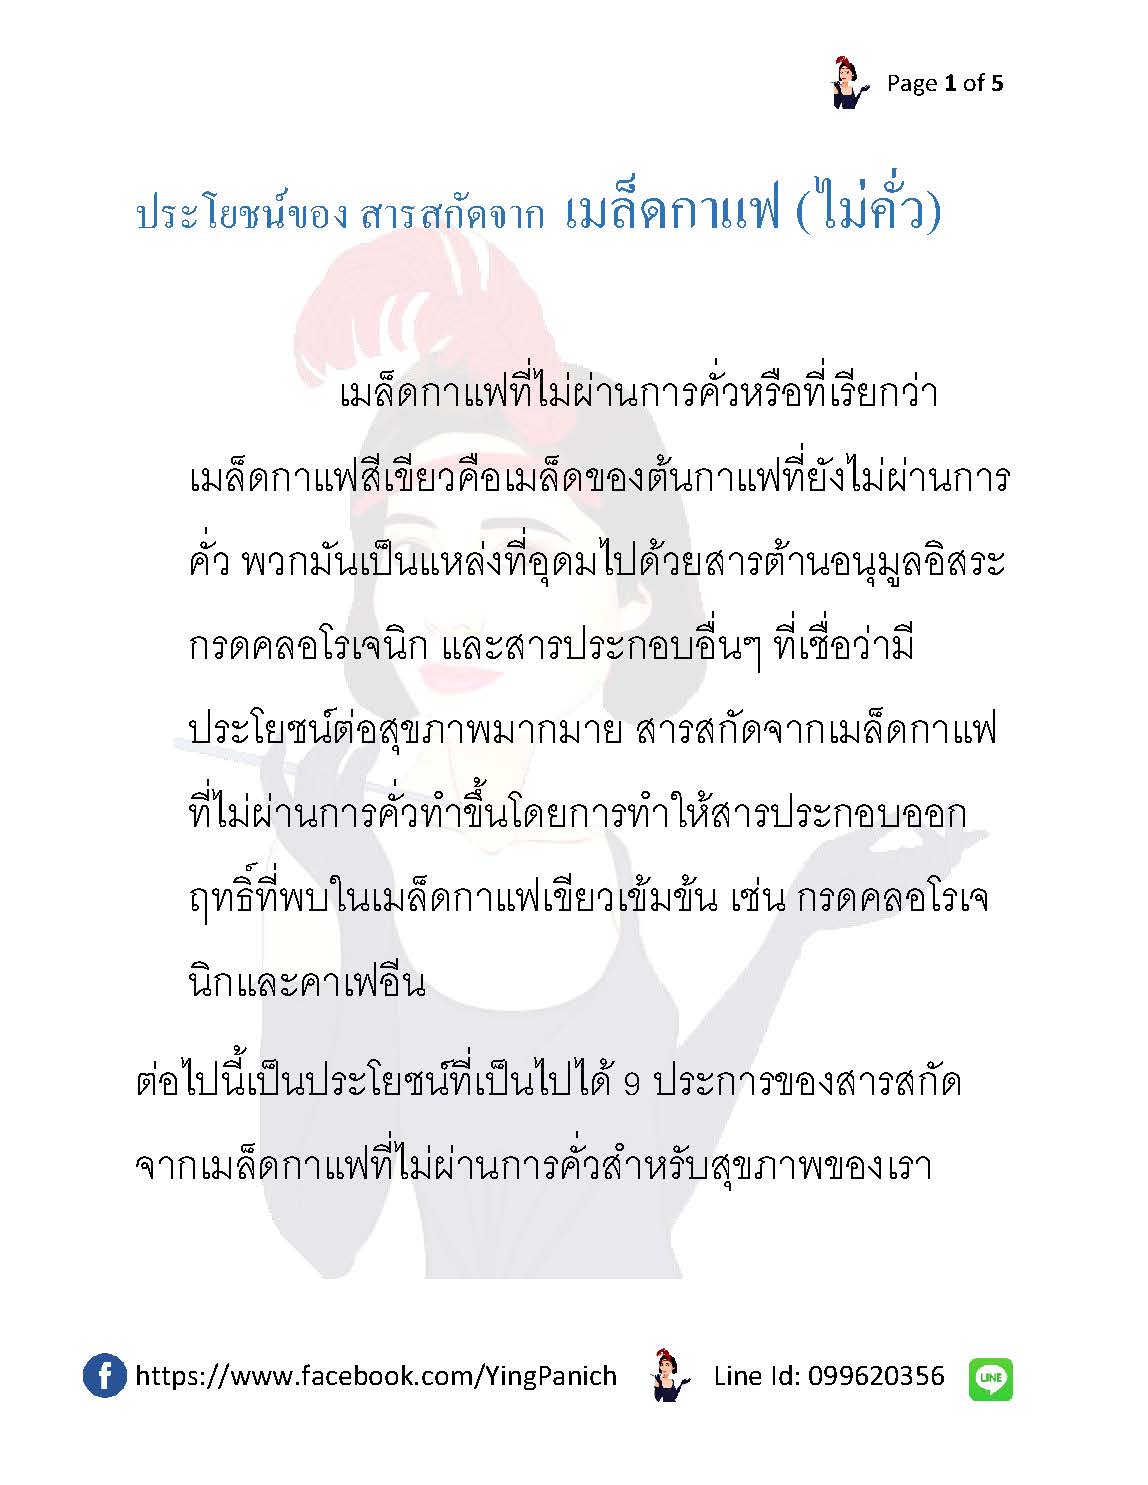 Page 1 of 5
ประโยชน์ของ สารสกัดจาก เมล็ดกาแฟ (ไม่คั่ว)
เมล็ดกาแฟที่ไม่ผ่านการคั่วหรือที่เรียกว่า
เมล็ดกาแฟสีเขียวคือเมล็ดของต้นกาแฟที่ยังไม่ผ่านการ
คั่ว พวกมันเป็นแหล่งที่อุดมไปด้วยสารต้านอนุมูลอิสระ
กรดคลอโรเจนิก และสารประกอบอื่นๆ ที่เชื่อว่ามี
ประโยชน์ต่อสุขภาพมากมาย สารสกัดจากเมล็ดกาแฟ
ที่ไม่ผ่านการคั่วทำขึ้นโดยการทำให้สารประกอบออก
ฤทธิ์ที่พบในเมล็ดกาแฟเขียวเข้มข้น เช่น กรดคลอโรเจ
นิกและคาเฟอีน
ต่อไปนี้เป็นประโยชน์ที่เป็นไปได้ 9 ประการของสารสกัด
จากเมล็ดกาแฟที่ไม่ผ่านการคั่วสำหรับสุขภาพของเรา
https://www.facebook.com/YingPanich Line Id: 099620356 LINE